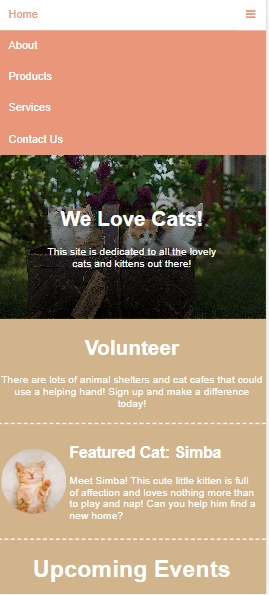 Home
About
Products
Services
Contact Us
We Love Cats!
This site is dedicated to all the lovely
cats and kittens out there!
Volunteer
There are lots of animal shelters and cat cafes that could
use a helping hand! Sign up and make a difference
today!
Featured Cat: Simba
Meet Simba! This cute little kitten is full
of affection and loves nothing more than
to play and nap! Can you help him find a
new home?
Upcoming Events